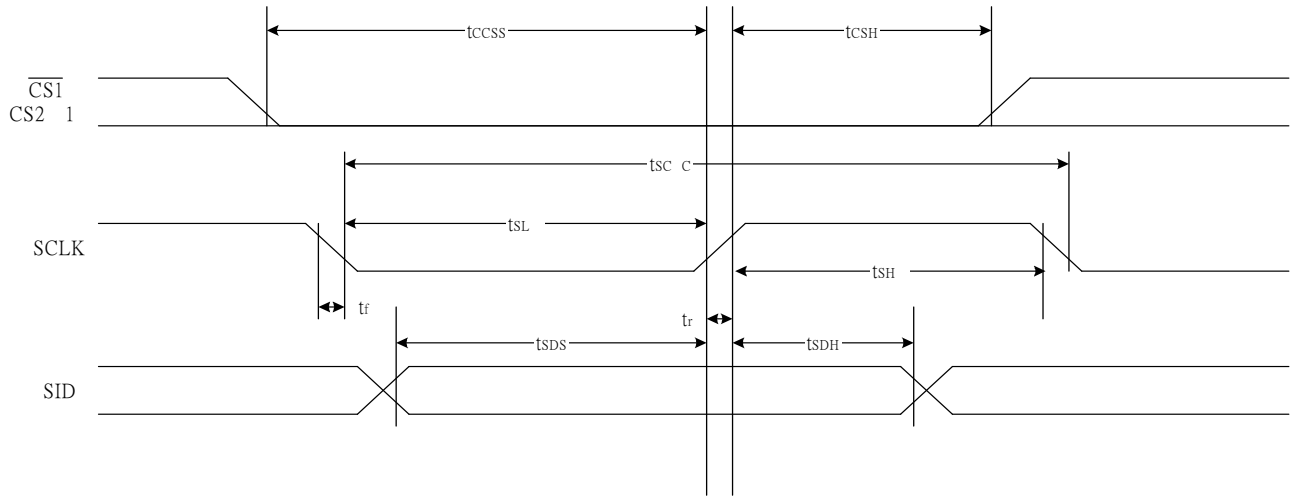 tCCSS
tCSH
CS1
CS2 1
tSC C
tSL
SCLK
tSH
tf
tr
tSDS
tSDH
SID